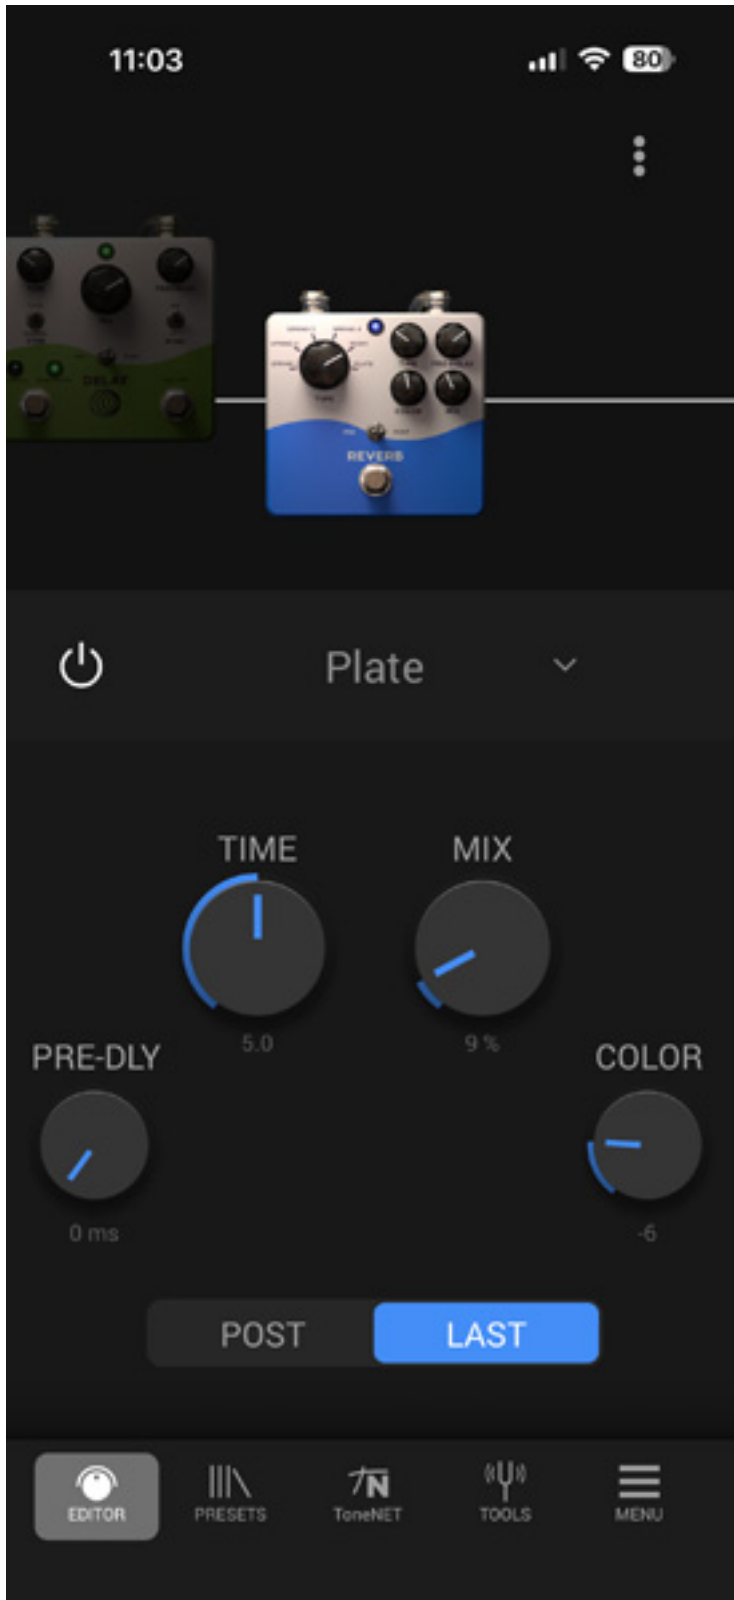 11:03
80
DELAY
REVERB
Plate
TIME
MIX
5.0
9 %
PRE-DLY
COLOR
0 ms
-6
POST
LAST
EDITOR
PRESETS
ToneNET
TOOLS
MENU